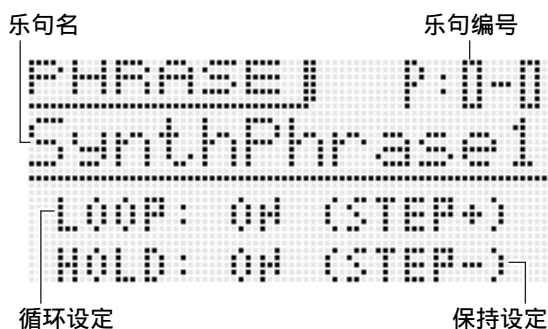 乐句名 乐句编号
PHRASE P:0-0
SynthPhrase1
LOOP: ON (STEP+)
HOLD: ON (STEP-)
循环设定 保持设定